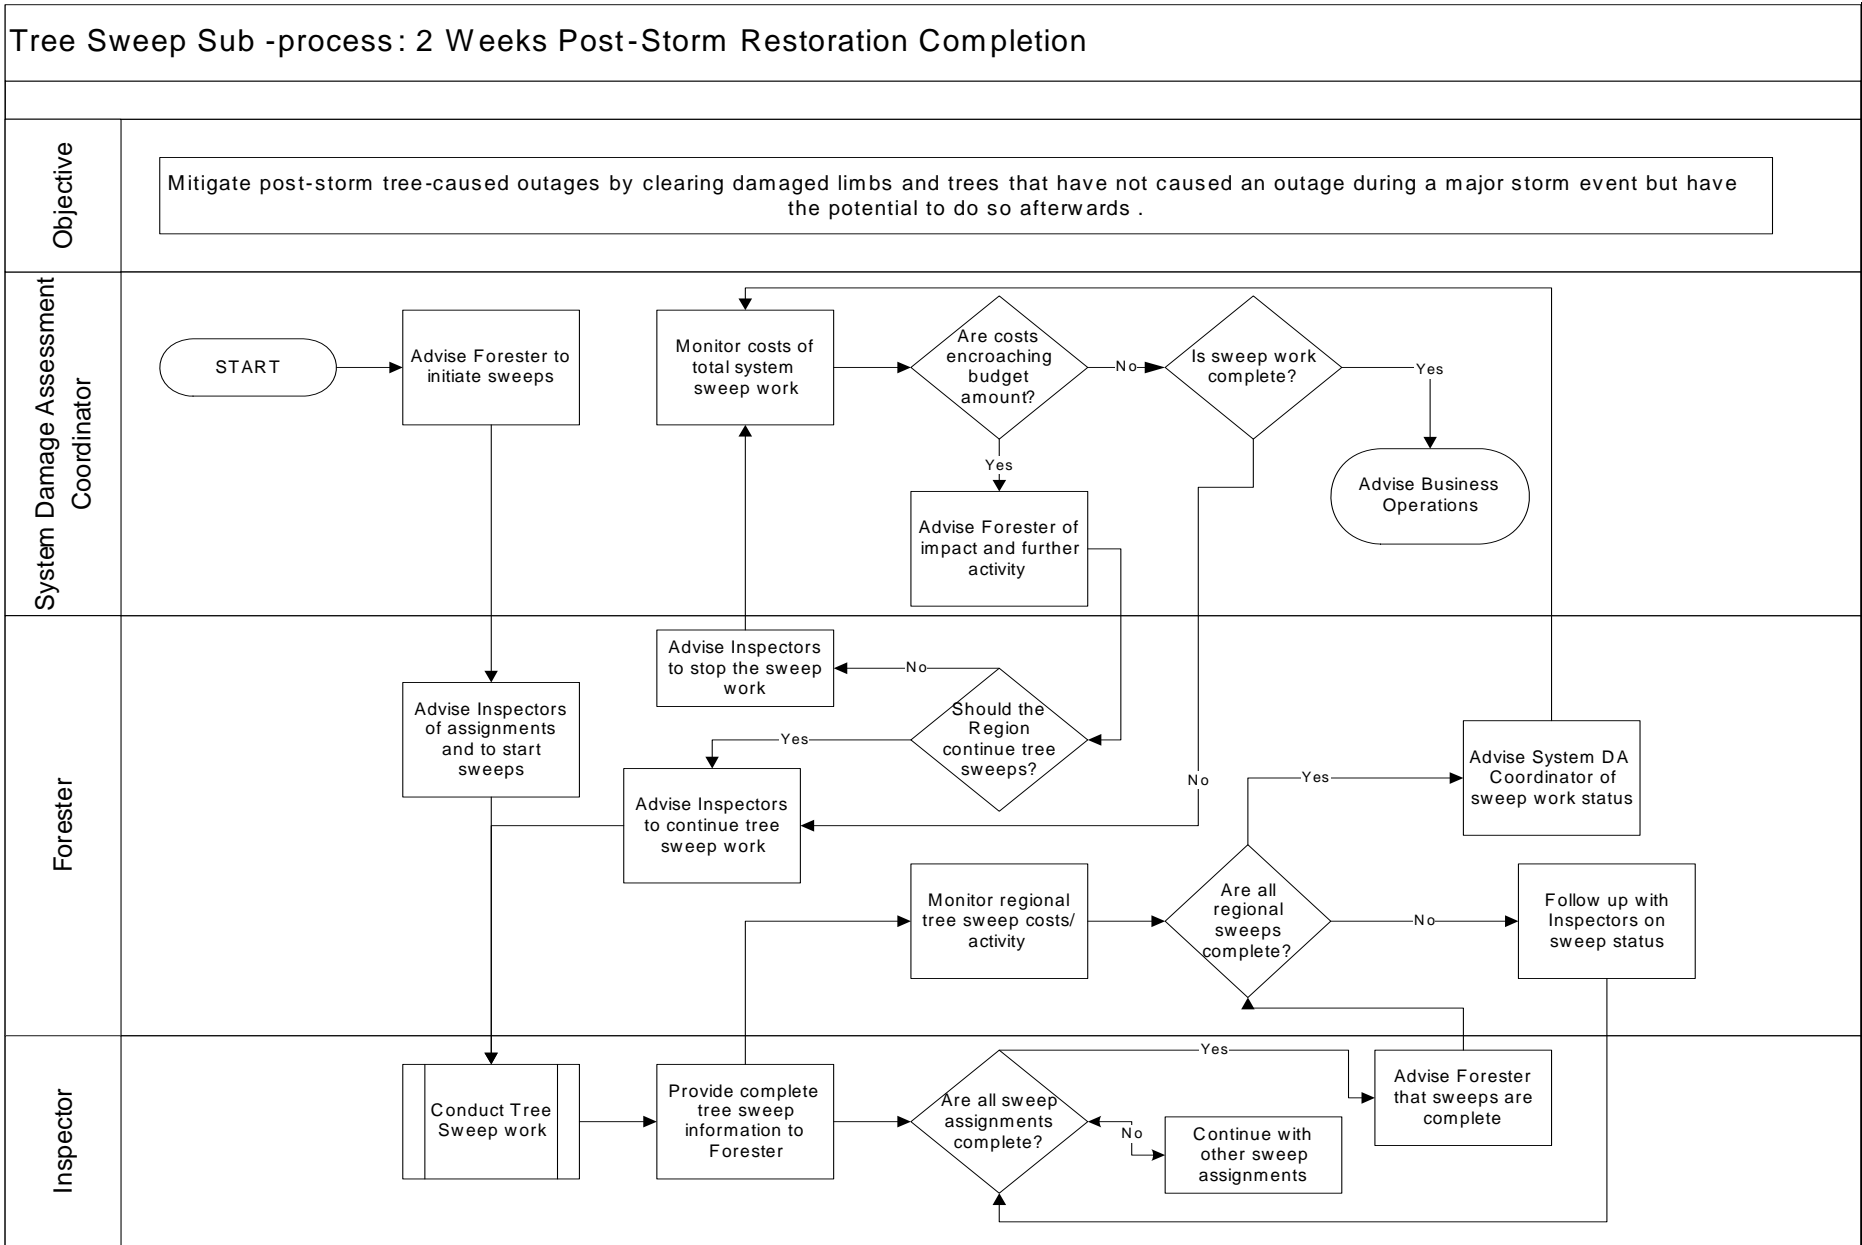 Tree Sweep Sub -process: 2 Weeks Post-Storm Restoration Completion
Objective
Mitigate post-storm tree-caused outages by clearing damaged limbs and trees that have not caused an outage during a major storm event but have
the potential to do so afterwards .
System Damage Assessment
Coordinator
START
Advise Forester to
initiate sweeps
Monitor costs of
total system
sweep work
Are costs
encroaching
budget
amount?
No
Is sweep work
complete?
Yes
Advise Business
Operations
Yes
Advise Forester of
impact and further
activity
No
Forester
Advise Inspectors
of assignments
and to start
sweeps
Advise Inspectors
to stop the sweep
work
No
Should the
Region
continue tree
sweeps?
Yes
Advise Inspectors
to continue tree
sweep work
Monitor regional
tree sweep costs/
activity
Are all
regional
sweeps
complete?
Yes
Advise System DA
Coordinator of
sweep work status
No
Follow up with
Inspectors on
sweep status
Inspector
Conduct Tree
Sweep work
Provide complete
tree sweep
information to
Forester
Are all sweep
assignments
complete?
Yes
No
Continue with
other sweep
assignments
Advise Forester
that sweeps are
complete